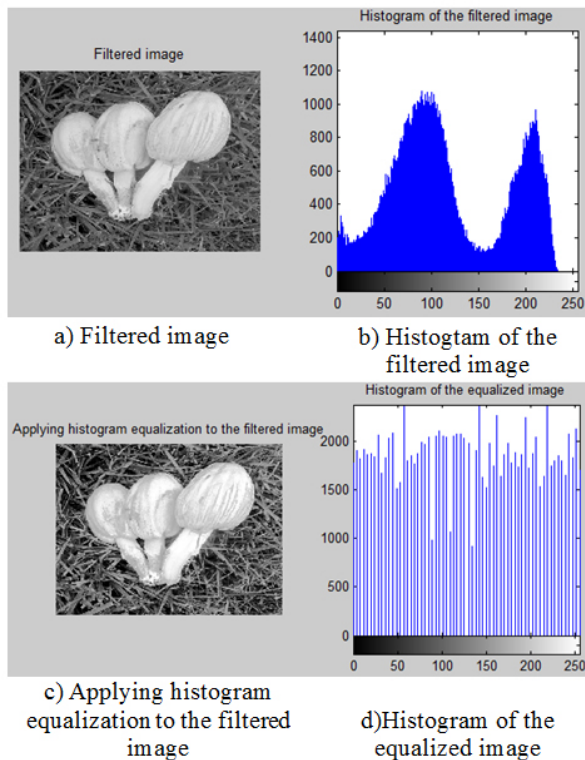 Filtered image
Histogram of the filtered image
1400
1200
1000
800
600
400
200
0
0 50 100 150 200 250
a) Filtered image
b) Histogtam of the
filtered image
Applying histogram equalization to the filtered image
Histogram of the equalized image
2000
1500
1000
500
0
0 50 100 150 200 250
c) Applying histogram
equalization to the filtered
image
d)Histogram of the
equalized image